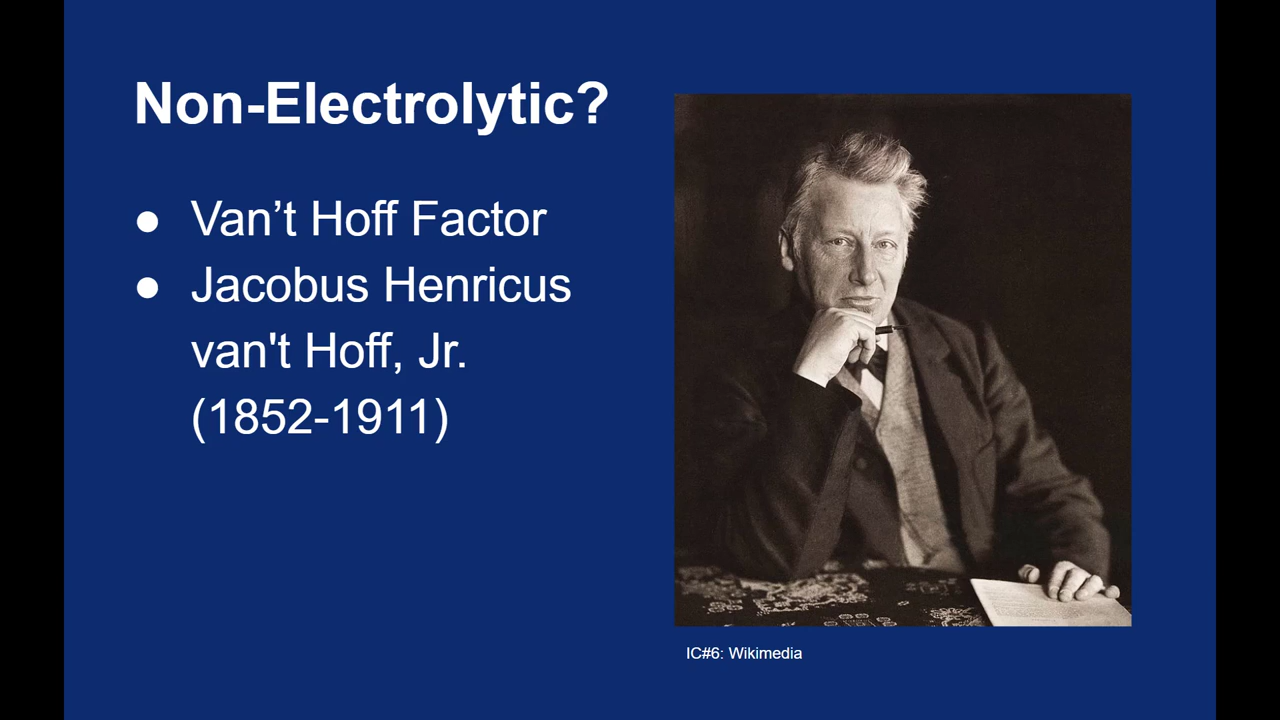 Non-Electrolytic?
● Van’t Hoff Factor
● Jacobus Henricus
van't Hoff, Jr.
(1852-1911)
IC#6: Wikimedia